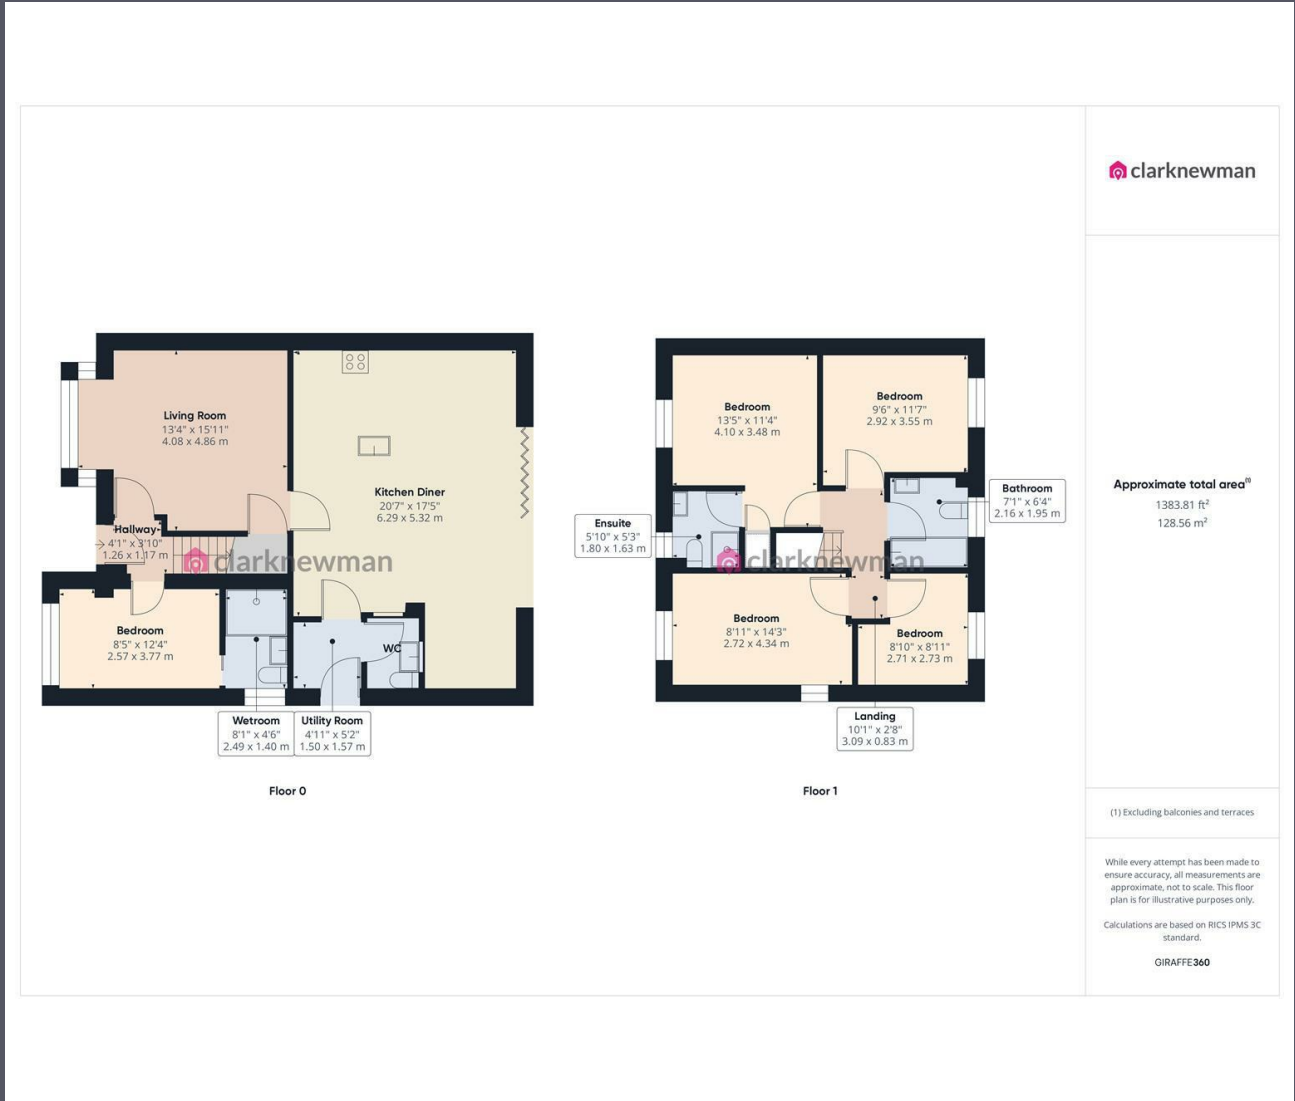 clarknewman
Living Room
13'4" x 15'11"
4.08 x 4.86 m
Kitchen Diner
20'7" x 17'5"
6.29 x 5.32 m
Hallway
4'1" x 3'10"
1.26 x 1.17 m
clarknewman
Bedroom
8'5" x 12'4"
2.57 x 3.77 m
WC
Wetroom
8'1" x 4'6"
2.49 x 1.40 m
Utility Room
4'11" x 5'2"
1.50 x 1.57 m
Floor 0
Bedroom
13'5" x 11'4"
4.10 x 3.48 m
Bedroom
9'6" x 11'7"
2.92 x 3.55 m
Bathroom
7'1" x 6'4"
2.16 x 1.95 m
Ensuite
5'10" x 5'3"
1.80 x 1.63 m
clarknewman
Bedroom
8'11" x 14'3"
2.72 x 4.34 m
Bedroom
8'10" x 8'11"
2.71 x 2.73 m
Landing
10'1" x 2'8"
3.09 x 0.83 m
Floor 1
Approximate total area⁽¹⁾
1383.81 ft²
128.56 m²
(1) Excluding balconies and terraces
While every attempt has been made to
ensure accuracy, all measurements are
approximate, not to scale. This floor
plan is for illustrative purposes only.
Calculations are based on RICS IPMS 3C
standard.
GIRAFFE360